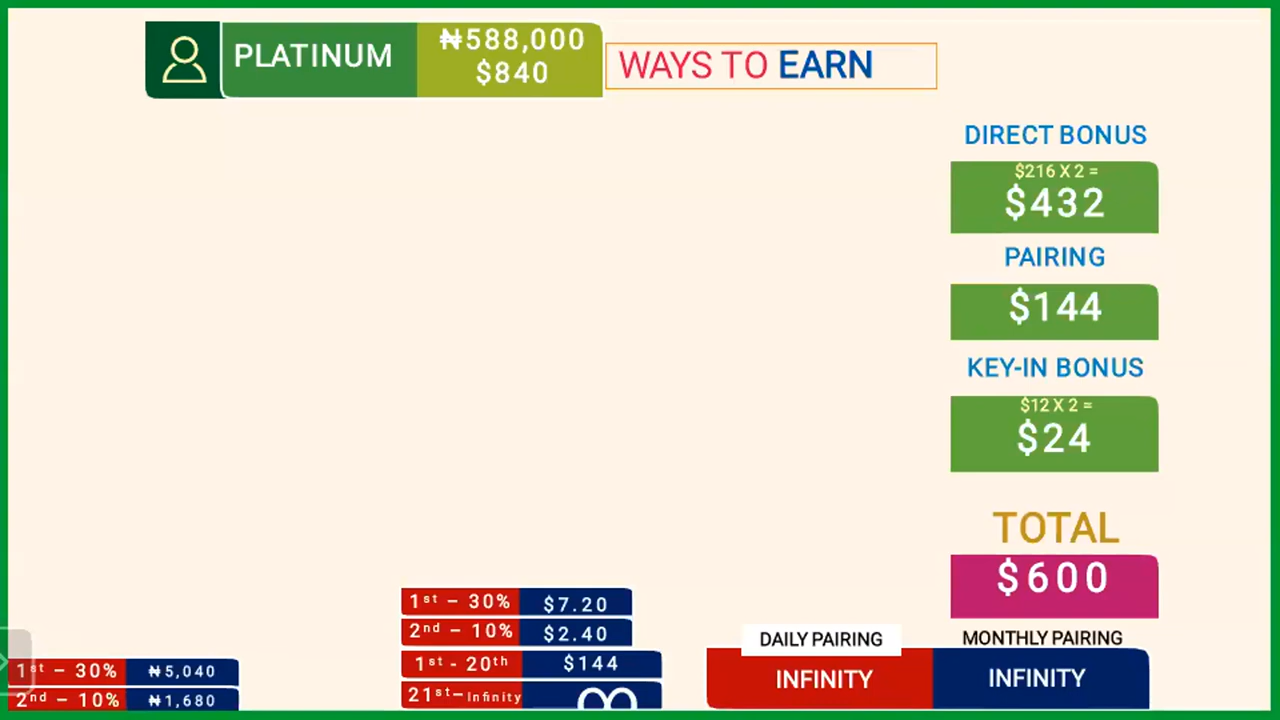 PLATINUM
₦588,000
$840
WAYS TO EARN
DIRECT BONUS
$216 X 2 =
$432
PAIRING
$144
KEY-IN BONUS
$12 X 2 =
$24
TOTAL
$600
1st – 30% ₦5,040
2nd – 10% ₦1,680
1st – 30% $7.20
2nd – 10% $2.40
1st - 20th $144
21st – Infinity ∞
DAILY PAIRING
INFINITY
MONTHLY PAIRING
INFINITY